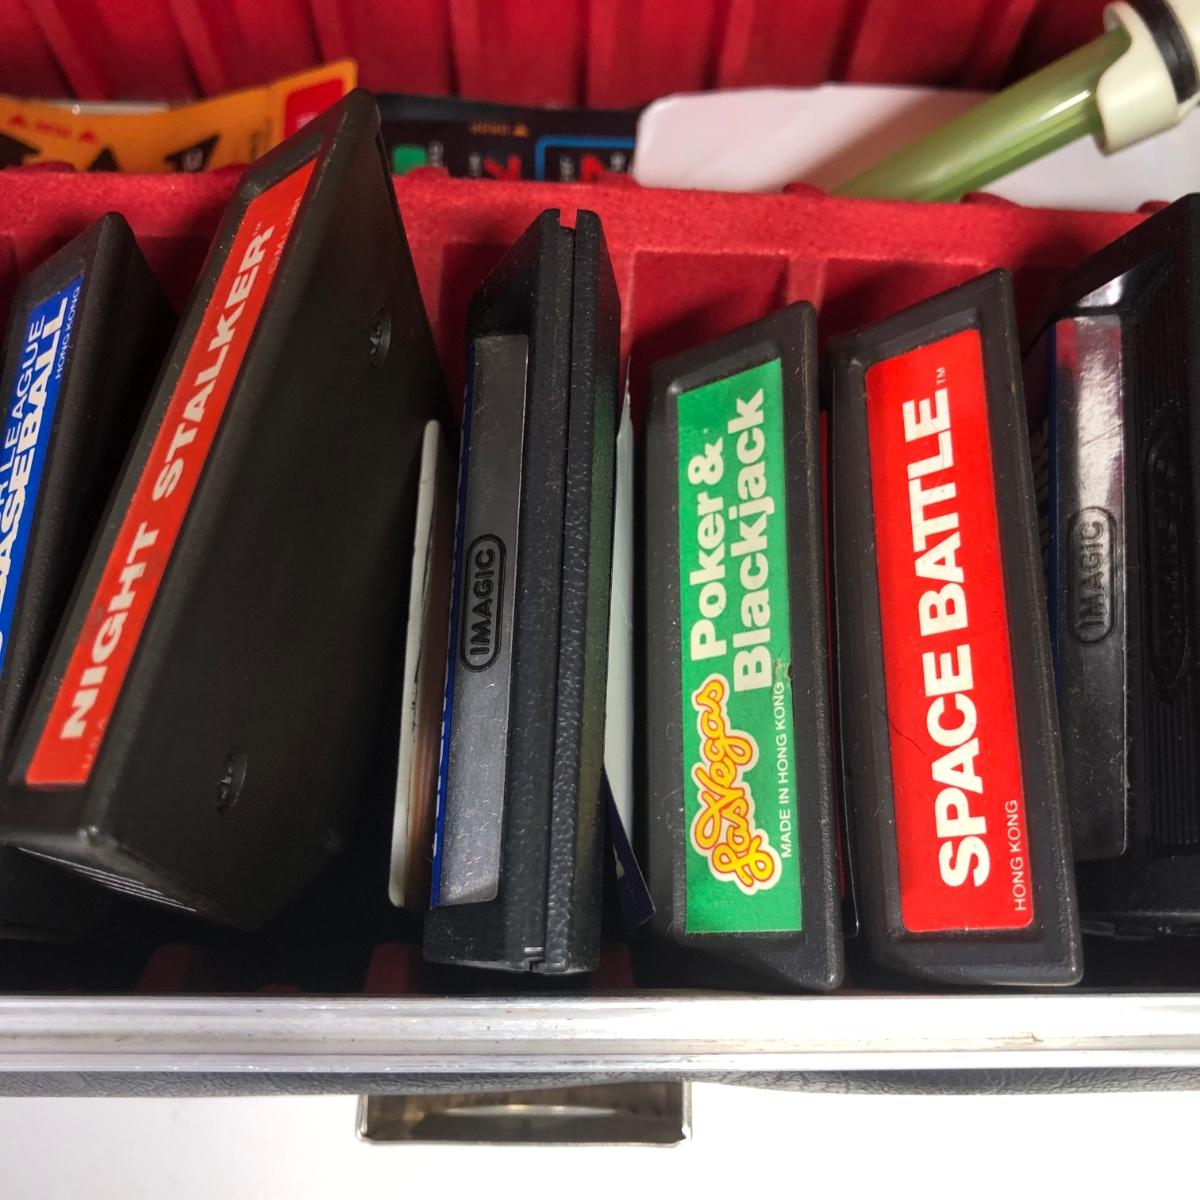 LEAGUE
BASEBALL
HONG KONG
NIGHT STALKER™
IMAGIC
Las Vegas
Poker &
Blackjack
MADE IN HONG KONG
SPACE BATTLE™
HONG KONG
IMAGIC